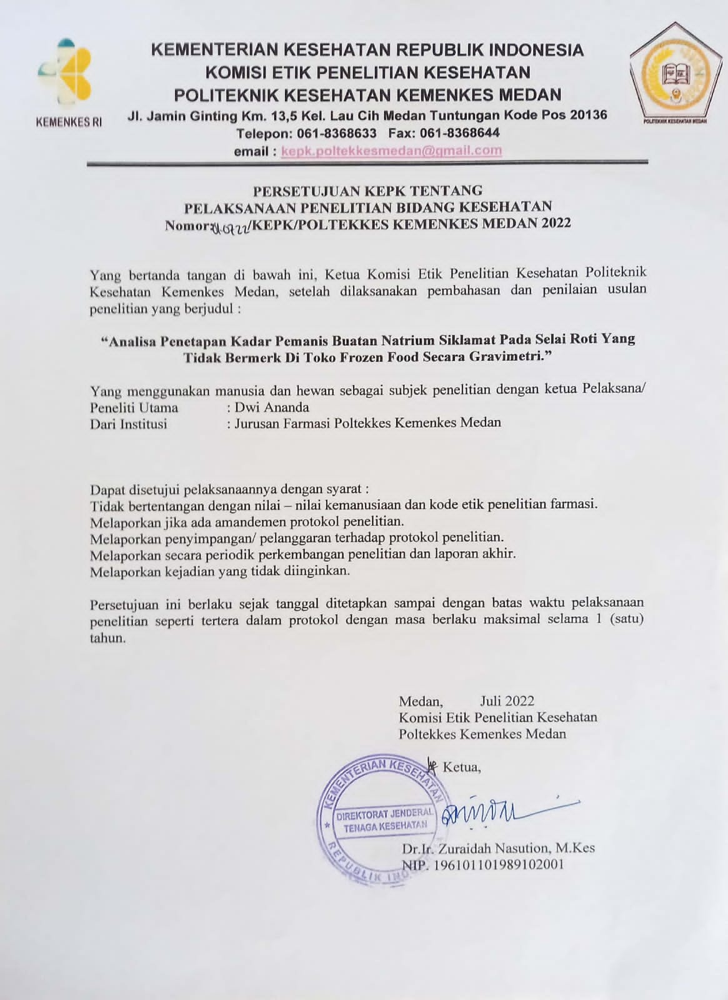 KEMENTERIAN KESEHATAN REPUBLIK INDONESIA
KOMISI ETIK PENELITIAN KESEHATAN
POLITEKNIK KESEHATAN KEMENKES MEDAN
Jl. Jamin Ginting Km. 13,5 Kel. Lau Cih Medan Tuntungan Kode Pos 20136
Telepon: 061-8368633 Fax: 061-8368644
email : kepk.poltekkesmedan@gmail.com
KEMENKES RI
POLITEKNIK KESEHATAN MEDAN
PERSETUJUAN KEPK TENTANG
PELAKSANAAN PENELITIAN BIDANG KESEHATAN
Nomor: /KEPK/POLTEKKES KEMENKES MEDAN 2022
Yang bertanda tangan di bawah ini, Ketua Komisi Etik Penelitian Kesehatan Politeknik
Kesehatan Kemenkes Medan, setelah dilaksanakan pembahasan dan penilaian usulan
penelitian yang berjudul :
“Analisa Penetapan Kadar Pemanis Buatan Natrium Siklamat Pada Selai Roti Yang
Tidak Bermerk Di Toko Frozen Food Secara Gravimetri.”
Yang menggunakan manusia dan hewan sebagai subjek penelitian dengan ketua Pelaksana/
Peneliti Utama : Dwi Ananda
Dari Institusi : Jurusan Farmasi Poltekkes Kemenkes Medan
Dapat disetujui pelaksanaannya dengan syarat :
Tidak bertentangan dengan nilai – nilai kemanusiaan dan kode etik penelitian farmasi.
Melaporkan jika ada amandemen protokol penelitian.
Melaporkan penyimpangan/ pelanggaran terhadap protokol penelitian.
Melaporkan secara periodik perkembangan penelitian dan laporan akhir.
Melaporkan kejadian yang tidak diinginkan.
Persetujuan ini berlaku sejak tanggal ditetapkan sampai dengan batas waktu pelaksanaan
penelitian seperti tertera dalam protokol dengan masa berlaku maksimal selama 1 (satu)
tahun.
Medan, Juli 2022
Komisi Etik Penelitian Kesehatan
Poltekkes Kemenkes Medan
Ketua,
KEMENTERIAN KESEHATAN
DIREKTORAT JENDERAL
TENAGA KESEHATAN
REPUBLIK
Dr.Ir. Zuraidah Nasution, M.Kes
NIP. 196101101989102001